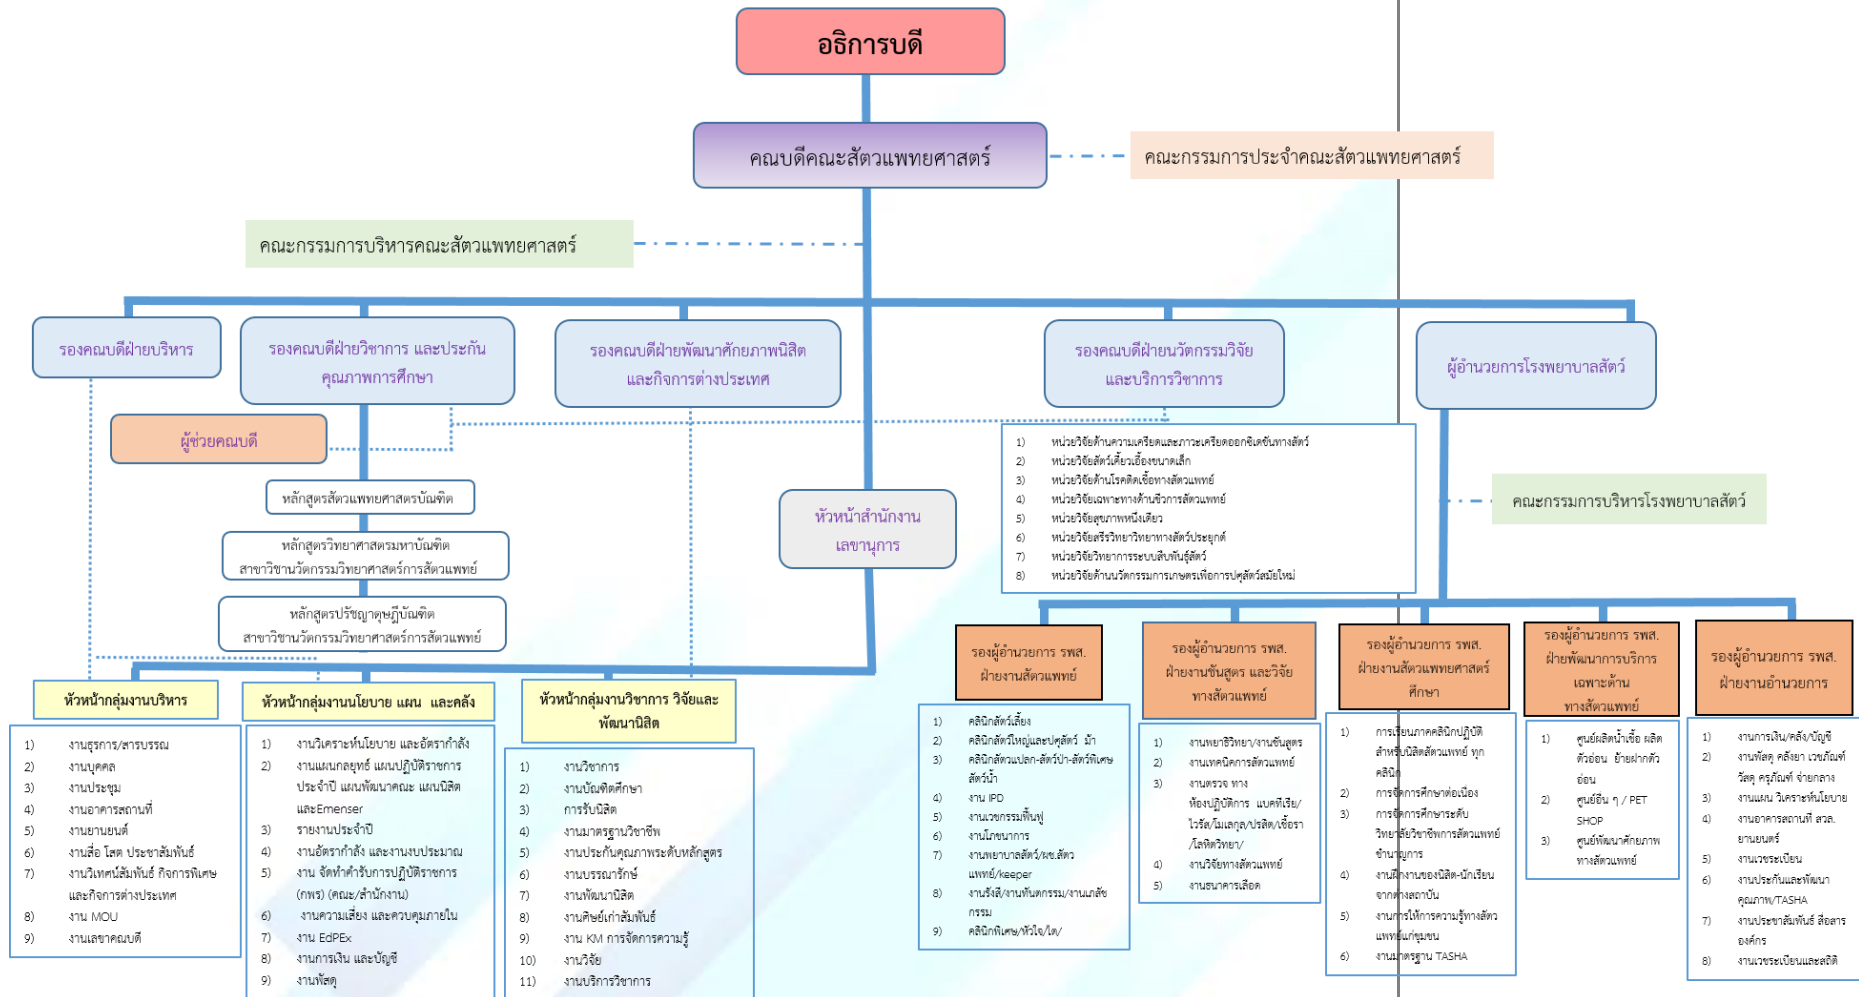 อธิการบดี
คณบดีคณะสัตวแพทยศาสตร์
คณะกรรมการประจำคณะสัตวแพทยศาสตร์
คณะกรรมการบริหารคณะสัตวแพทยศาสตร์
รองคณบดีฝ่ายบริหาร
รองคณบดีฝ่ายวิชาการ และประกัน
คุณภาพการศึกษา
รองคณบดีฝ่ายพัฒนาศักยภาพนิสิต
และกิจการต่างประเทศ
รองคณบดีฝ่ายนวัตกรรมวิจัย
และบริการวิชาการ
ผู้อำนวยการโรงพยาบาลสัตว์
ผู้ช่วยคณบดี
หลักสูตรสัตวแพทยศาสตรบัณฑิต
หลักสูตรวิทยาศาสตรมหาบัณฑิต
สาขาวิชานวัตกรรมวิทยาศาสตร์การสัตวแพทย์
หลักสูตรปรัชญาดุษฎีบัณฑิต
สาขาวิชานวัตกรรมวิทยาศาสตร์การสัตวแพทย์
หัวหน้าสำนักงาน
เลขานุการ
1) หน่วยวิจัยด้านความเครียดและภาวะเครียดออกซิเดชันทางสัตว์
2) หน่วยวิจัยสัตว์เคี้ยวเอื้องขนาดเล็ก
3) หน่วยวิจัยด้านโรคติดเชื้อทางสัตวแพทย์
4) หน่วยวิจัยเฉพาะทางด้านชีวการสัตวแพทย์
5) หน่วยวิจัยสุขภาพหนึ่งเดียว
6) หน่วยวิจัยสรีรวิทยาวิทยาทางสัตว์ประยุกต์
7) หน่วยวิจัยวิทยาการระบบสืบพันธุ์สัตว์
8) หน่วยวิจัยด้านนวัตกรรมการเกษตรเพื่อการปศุสัตว์สมัยใหม่
คณะกรรมการบริหารโรงพยาบาลสัตว์
หัวหน้ากลุ่มงานบริหาร
1) งานธุรการ/สารบรรณ
2) งานบุคคล
3) งานประชุม
4) งานอาคารสถานที่
5) งานยานยนต์
6) งานสื่อ โสต ประชาสัมพันธ์
7) งานวิเทศน์สัมพันธ์ กิจการพิเศษ
และกิจการต่างประเทศ
8) งาน MOU
9) งานเลขาคณบดี
หัวหน้ากลุ่มงานนโยบาย แผน และคลัง
1) งานวิเคราะห์นโยบาย และอัตรากำลัง
2) งานแผนกลยุทธ์ แผนปฏิบัติราชการ
ประจำปี แผนพัฒนาคณะ แผนนิสิต
และEmenser
3) รายงานประจำปี
4) งานอัตรากำลัง และงานงบประมาณ
5) งาน จัดทำคำรับการปฏิบัติราชการ
(กพร) (คณะ/สำนักงาน)
6) งานความเสี่ยง และควบคุมภายใน
7) งาน EdPEx
8) งานการเงิน และบัญชี
9) งานพัสดุ
หัวหน้ากลุ่มงานวิชาการ วิจัยและ
พัฒนานิสิต
1) งานวิชาการ
2) งานบัณฑิตศึกษา
3) การรับนิสิต
4) งานมาตรฐานวิชาชีพ
5) งานประกันคุณภาพระดับหลักสูตร
6) งานบรรณารักษ์
7) งานพัฒนานิสิต
8) งานศิษย์เก่าสัมพันธ์
9) งาน KM การจัดการความรู้
10) งานวิจัย
11) งานบริการวิชาการ
รองผู้อำนวยการ รพส.
ฝ่ายงานสัตวแพทย์
1) คลินิกสัตว์เลี้ยง
2) คลินิกสัตว์ใหญ่และปศุสัตว์ ม้า
3) คลินิกสัตว์แปลก-สัตว์ป่า-สัตว์พิเศษ
สัตว์น้ำ
4) งาน IPD
5) งานเวชกรรมฟื้นฟู
6) งานโภชนาการ
7) งานพยาบาลสัตว์/ผช.สัตว
แพทย์/keeper
8) งานรังสี/งานทันตกรรม/งานเภสัช
กรรม
9) คลินิกพิเศษ/หัวใจ/ไต/
รองผู้อำนวยการ รพส.
ฝ่ายงานชันสูตร และวิจัย
ทางสัตวแพทย์
1) งานพยาธิวิทยา/งานชันสูตร
2) งานเทคนิคการสัตวแพทย์
3) งานตรวจ ทาง
ห้องปฏิบัติการ แบคทีเรีย/
ไวรัส/โมเลกุล/ปรสิต/เชื้อรา
/โลหิตวิทยา/
4) งานวิจัยทางสัตวแพทย์
5) งานธนาคารเลือด
รองผู้อำนวยการ รพส.
ฝ่ายงานสัตวแพทยศาสตร์
ศึกษา
1) การเรียนภาคคลินิกปฏิบัติ
สำหรับนิสิตสัตวแพทย์ ทุก
คลินิก
2) การจัดการศึกษาต่อเนื่อง
3) การจัดการศึกษาระดับ
วิทยาลัยวิชาชีพการสัตวแพทย์
ชำนาญการ
4) งานฝึกงานของนิสิต-นักเรียน
จากต่างสถาบัน
5) งานการให้การความรู้ทางสัตว
แพทย์แก่ชุมชน
6) งานมาตรฐาน TASHA
รองผู้อำนวยการ รพส.
ฝ่ายพัฒนาการบริการ
เฉพาะด้าน
ทางสัตวแพทย์
1) ศูนย์ผลิตน้ำเชื้อ ผลิต
ตัวอ่อน ย้ายฝากตัว
อ่อน
2) ศูนย์อื่น ๆ / PET
SHOP
3) ศูนย์พัฒนาศักยภาพ
ทางสัตวแพทย์
รองผู้อำนวยการ รพส.
ฝ่ายงานอำนวยการ
1) งานการเงิน/คลัง/บัญชี
2) งานพัสดุ คลังยา เวชภัณฑ์
วัสดุ ครุภัณฑ์ จ่ายกลาง
3) งานแผน วิเคราะห์นโยบาย
4) งานอาคารสถานที่ สวล.
ยานยนตร์
5) งานเวชระเบียน
6) งานประกันและพัฒนา
คุณภาพ/TASHA
7) งานประชาสัมพันธ์ สื่อสาร
องค์กร
8) งานเวชระเบียนและสถิติ